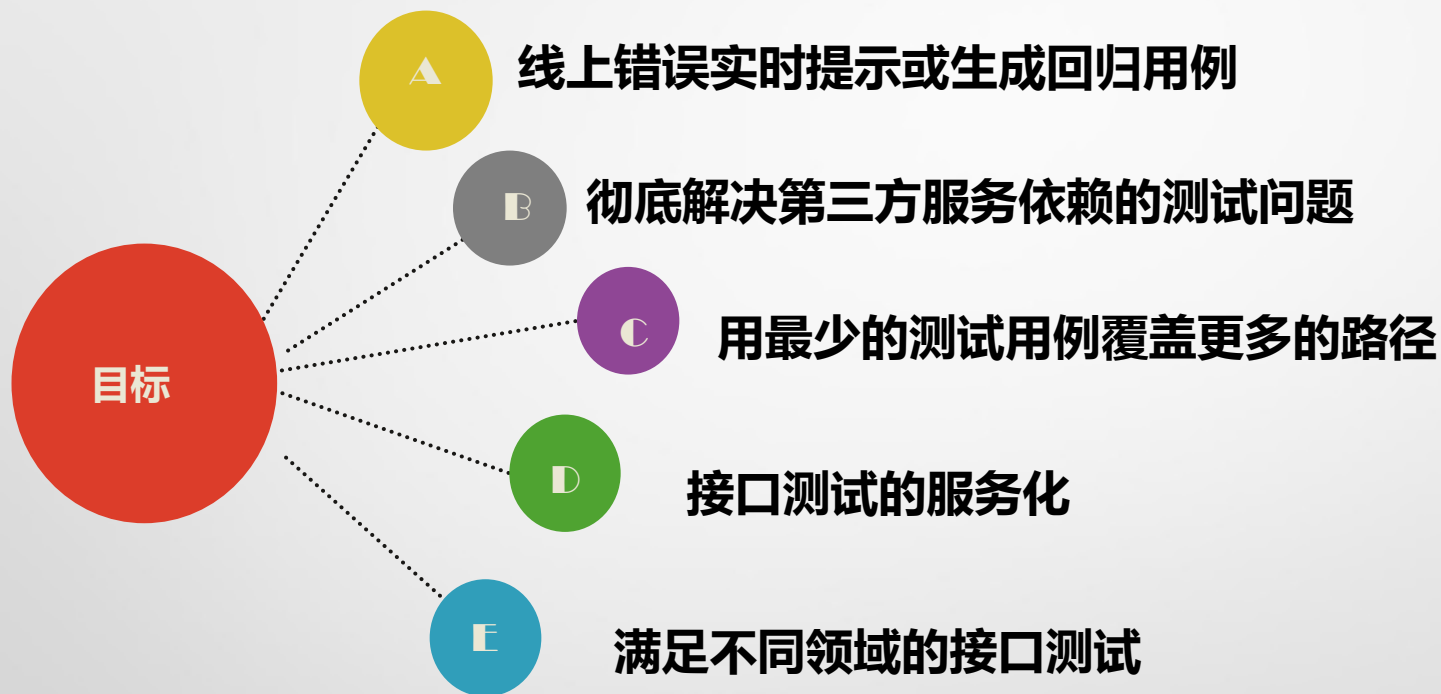 A 线上错误实时提示或生成回归用例
B 彻底解决第三方服务依赖的测试问题
C 用最少的测试用例覆盖更多的路径
目标
D 接口测试的服务化
E 满足不同领域的接口测试